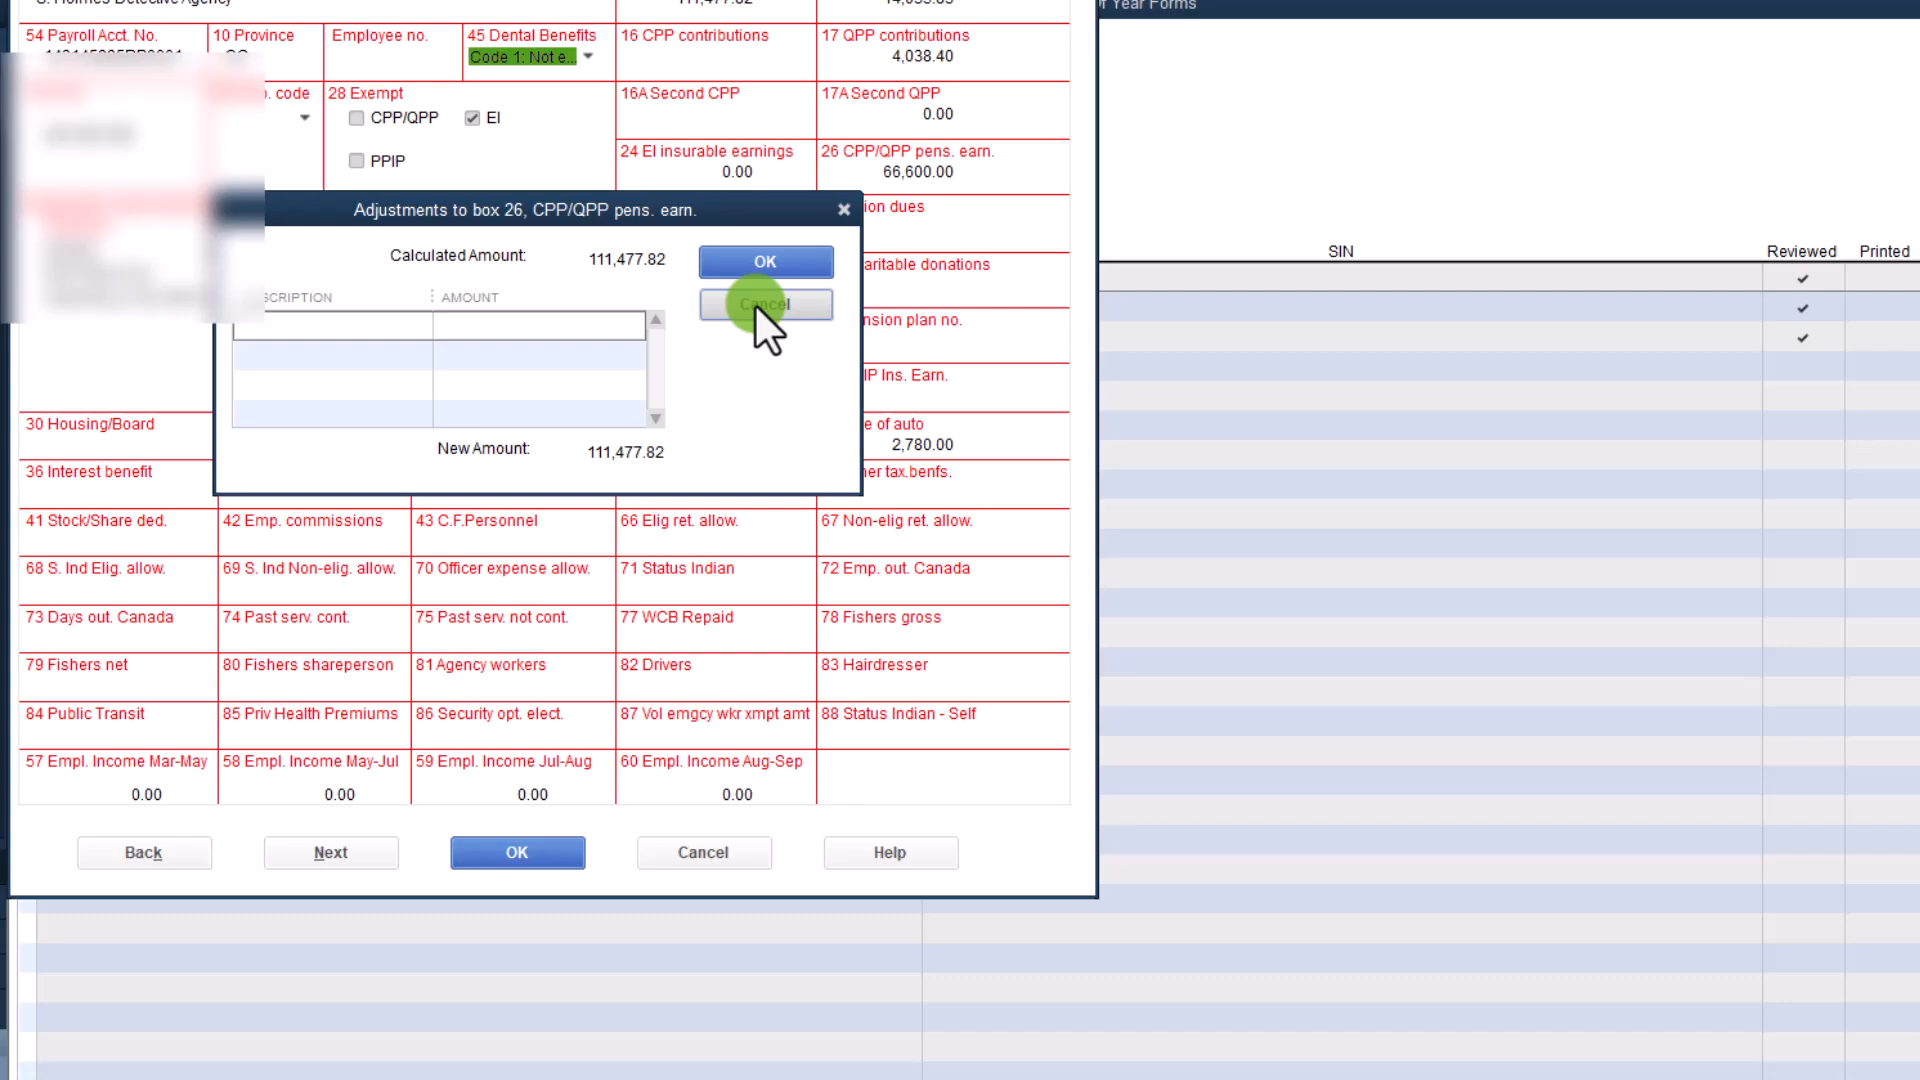 S. Holmes Detective Agency 111,477.82
f Year Forms
54 Payroll Acct. No. 10 Province Employee no. 45 Dental Benefits 16 CPP contributions 17 QPP contributions
Code 1: Not e... 4,038.40
code 28 Exempt 16A Second CPP 17A Second QPP
CPP/QPP EI 0.00
24 EI insurable earnings 26 CPP/QPP pens. earn.
PPIP 0.00 66,600.00
Adjustments to box 26, CPP/QPP pens. earn. ion dues
Calculated Amount: 111,477.82 OK
SIN Reviewed Printed
aritable donations
SCRIPTION AMOUNT Cancel
nsion plan no.
IP Ins. Earn.
30 Housing/Board e of auto
New Amount: 111,477.82 2,780.00
36 Interest benefit er tax.benfs.
41 Stock/Share ded. 42 Emp. commissions 43 C.F.Personnel 66 Elig ret. allow. 67 Non-elig ret. allow.
68 S. Ind Elig. allow. 69 S. Ind Non-elig. allow. 70 Officer expense allow. 71 Status Indian 72 Emp. out. Canada
73 Days out. Canada 74 Past serv. cont. 75 Past serv. not cont. 77 WCB Repaid 78 Fishers gross
79 Fishers net 80 Fishers shareperson 81 Agency workers 82 Drivers 83 Hairdresser
84 Public Transit 85 Priv Health Premiums 86 Security opt. elect. 87 Vol emgcy wkr xmpt amt 88 Status Indian - Self
57 Empl. Income Mar-May 58 Empl. Income May-Jul 59 Empl. Income Jul-Aug 60 Empl. Income Aug-Sep
0.00 0.00 0.00 0.00
Back Next OK Cancel Help